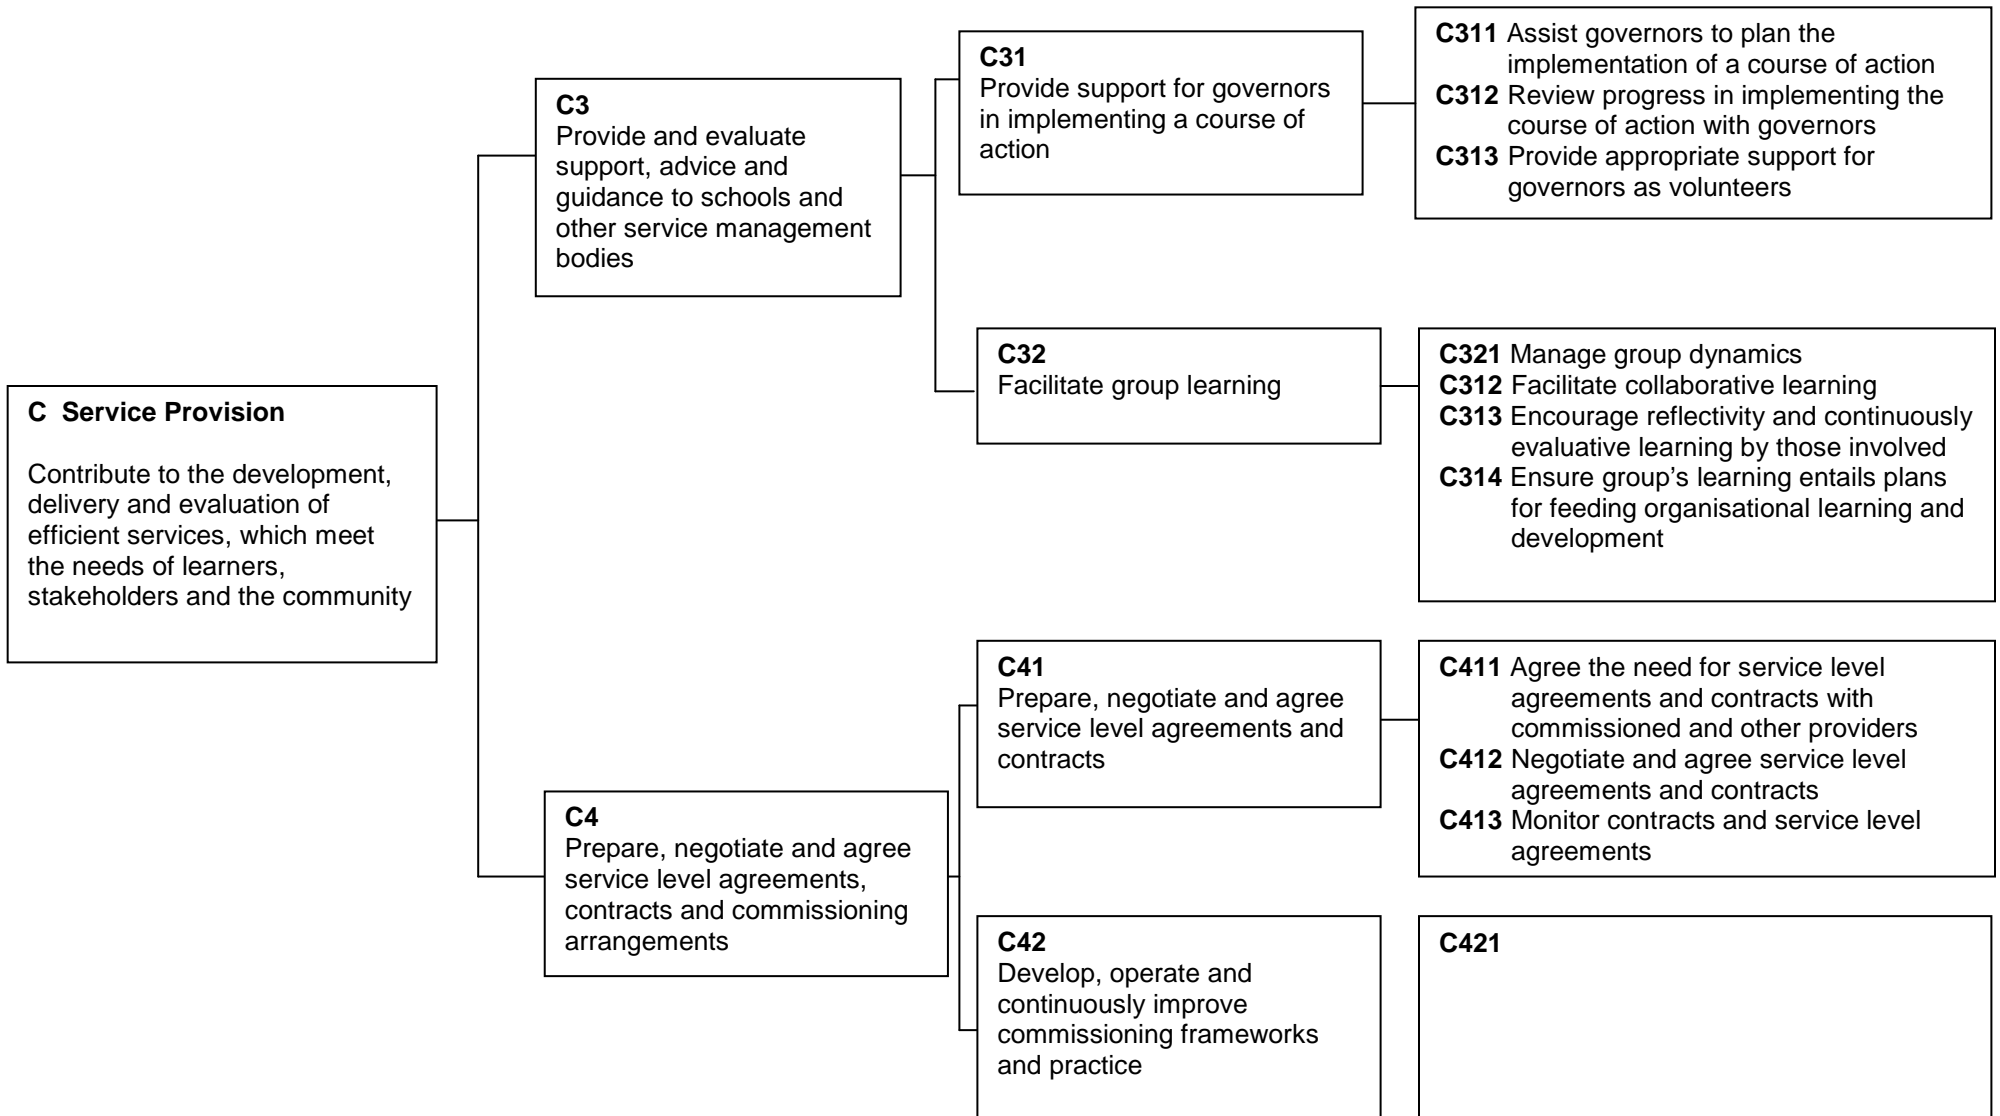 C Service Provision
Contribute to the development,
delivery and evaluation of
efficient services, which meet
the needs of learners,
stakeholders and the community
C3
Provide and evaluate
support, advice and
guidance to schools and
other service management
bodies
C31
Provide support for governors
in implementing a course of
action
C311 Assist governors to plan the
implementation of a course of action
C312 Review progress in implementing the
course of action with governors
C313 Provide appropriate support for
governors as volunteers
C32
Facilitate group learning
C321 Manage group dynamics
C312 Facilitate collaborative learning
C313 Encourage reflectivity and continuously
evaluative learning by those involved
C314 Ensure group’s learning entails plans
for feeding organisational learning and
development
C4
Prepare, negotiate and agree
service level agreements,
contracts and commissioning
arrangements
C41
Prepare, negotiate and agree
service level agreements and
contracts
C411 Agree the need for service level
agreements and contracts with
commissioned and other providers
C412 Negotiate and agree service level
agreements and contracts
C413 Monitor contracts and service level
agreements
C42
Develop, operate and
continuously improve
commissioning frameworks
and practice
C421